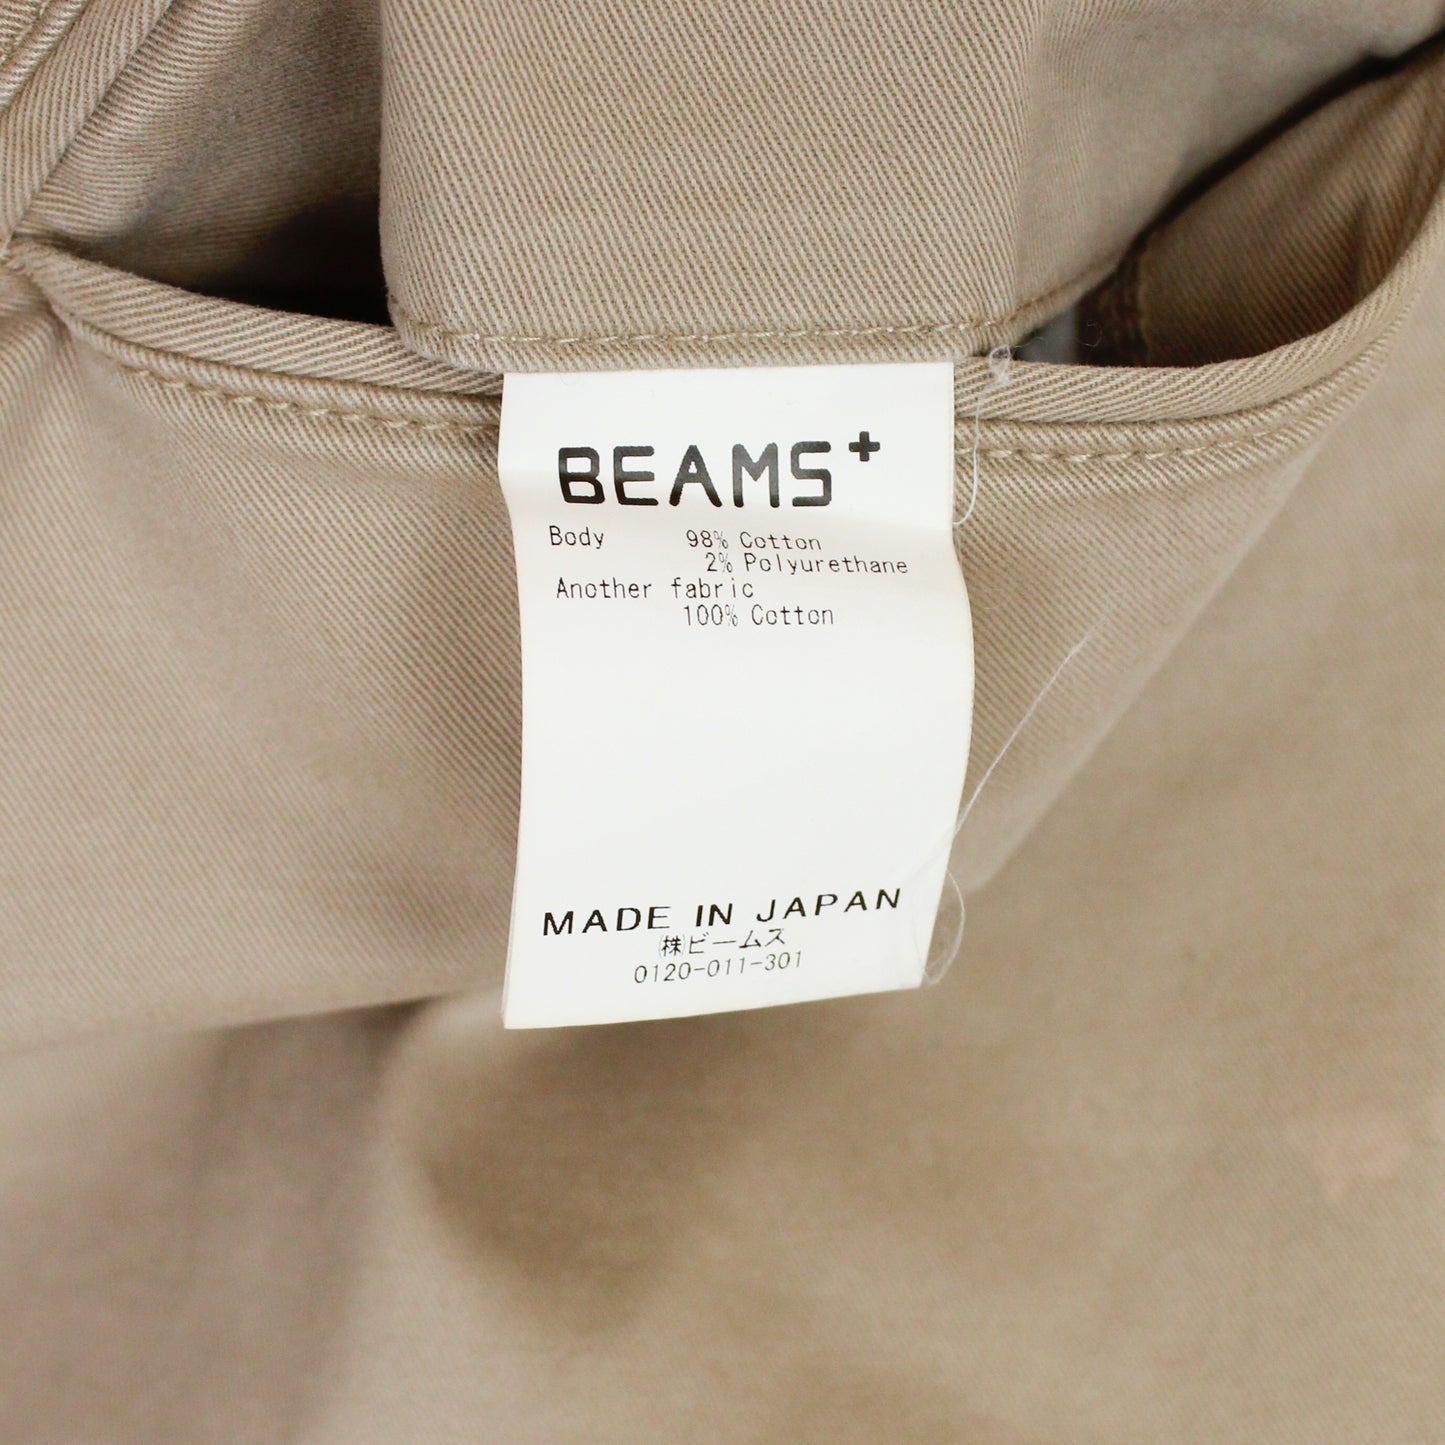 BEAMS+
Body 98% Cotton
2% Polyurethane
Another fabric
100% Cotton
MADE IN JAPAN
㈱ビームス
0120-011-301